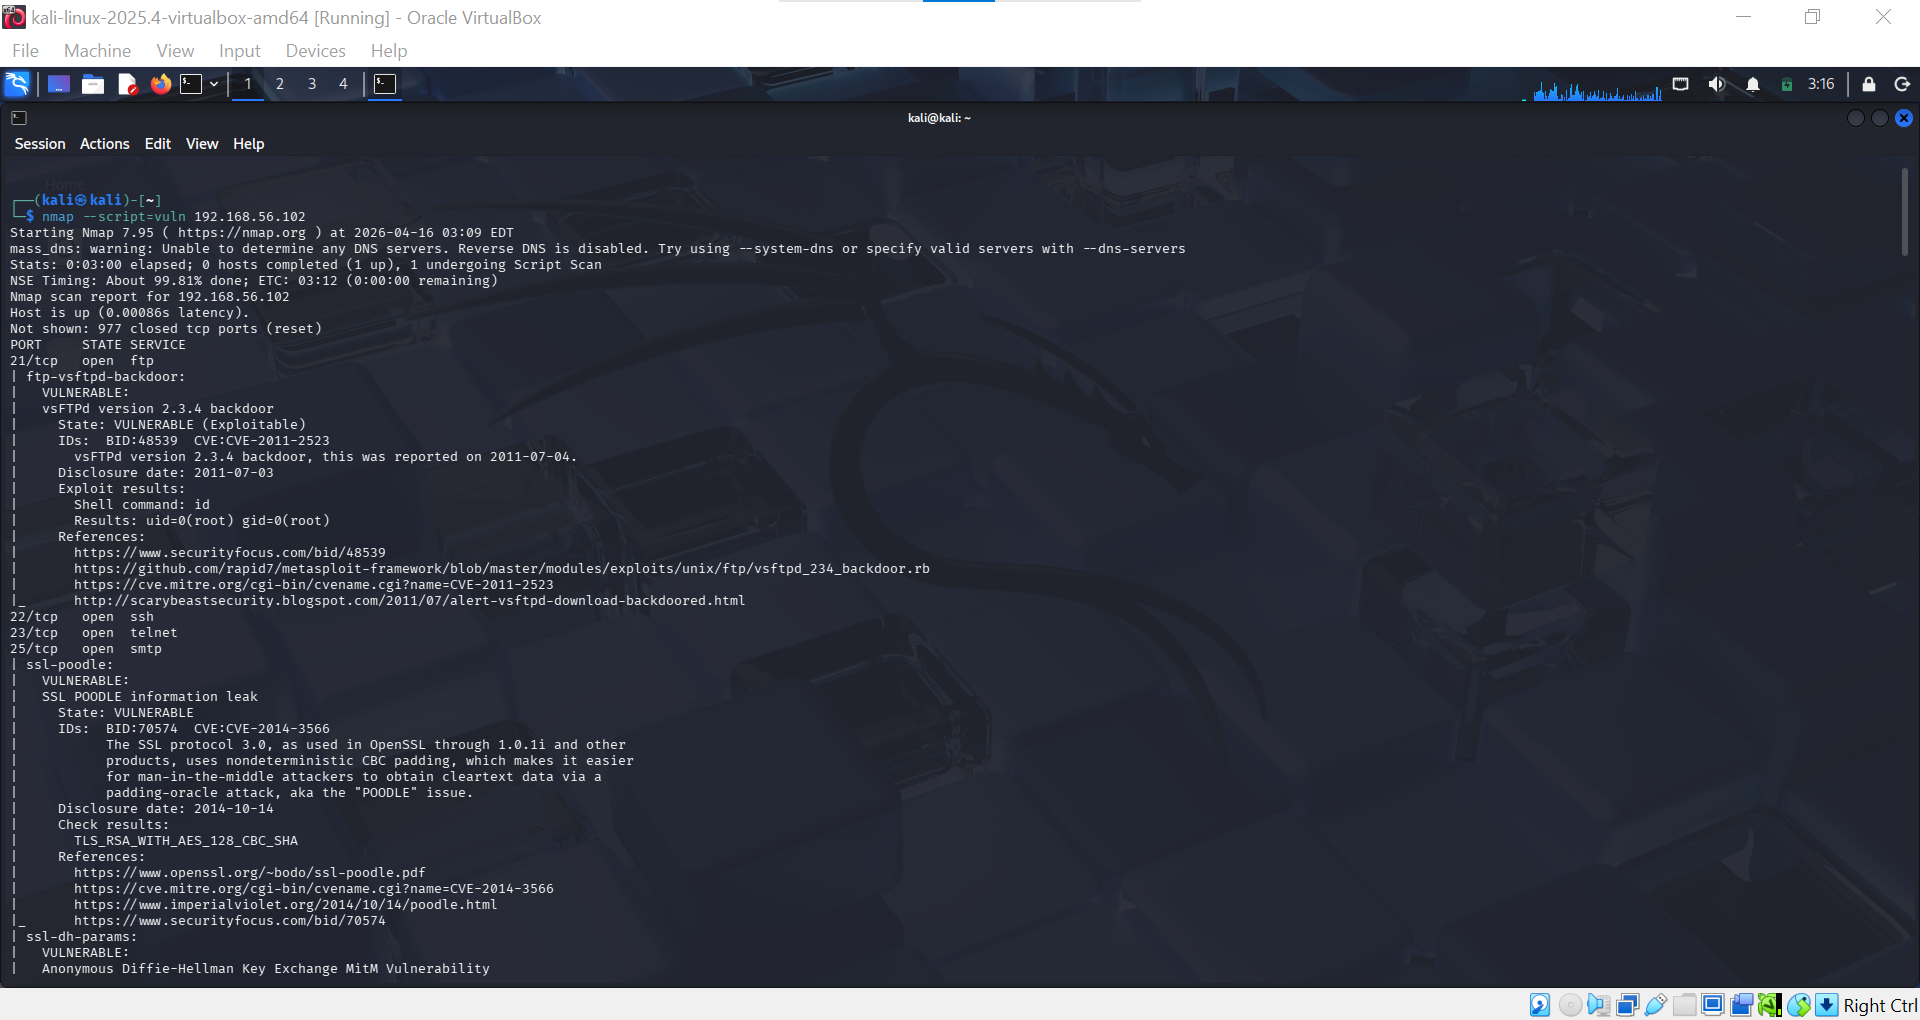 kali-linux-2025.4-virtualbox-amd64 [Running] - Oracle VirtualBox
File Machine View Input Devices Help
1 2 3 4 3:16
kali@kali: ~
Session Actions Edit View Help
Home
┌──(kali㉿kali)-[~]
└─$ nmap --script=vuln 192.168.56.102
Starting Nmap 7.95 ( https://nmap.org ) at 2026-04-16 03:09 EDT
mass_dns: warning: Unable to determine any DNS servers. Reverse DNS is disabled. Try using --system-dns or specify valid servers with --dns-servers
Stats: 0:03:00 elapsed; 0 hosts completed (1 up), 1 undergoing Script Scan
NSE Timing: About 99.81% done; ETC: 03:12 (0:00:00 remaining)
Nmap scan report for 192.168.56.102
Host is up (0.00086s latency).
Not shown: 977 closed tcp ports (reset)
PORT     STATE SERVICE
21/tcp   open  ftp
| ftp-vsftpd-backdoor:
|   VULNERABLE:
|   vsFTPd version 2.3.4 backdoor
|     State: VULNERABLE (Exploitable)
|     IDs:  BID:48539  CVE:CVE-2011-2523
|       vsFTPd version 2.3.4 backdoor, this was reported on 2011-07-04.
|     Disclosure date: 2011-07-03
|     Exploit results:
|       Shell command: id
|       Results: uid=0(root) gid=0(root)
|     References:
|       https://www.securityfocus.com/bid/48539
|       https://github.com/rapid7/metasploit-framework/blob/master/modules/exploits/unix/ftp/vsftpd_234_backdoor.rb
|       https://cve.mitre.org/cgi-bin/cvename.cgi?name=CVE-2011-2523
|_      http://scarybeastsecurity.blogspot.com/2011/07/alert-vsftpd-download-backdoored.html
22/tcp   open  ssh
23/tcp   open  telnet
25/tcp   open  smtp
| ssl-poodle:
|   VULNERABLE:
|   SSL POODLE information leak
|     State: VULNERABLE
|     IDs:  BID:70574  CVE:CVE-2014-3566
|           The SSL protocol 3.0, as used in OpenSSL through 1.0.1i and other
|           products, uses nondeterministic CBC padding, which makes it easier
|           for man-in-the-middle attackers to obtain cleartext data via a
|           padding-oracle attack, aka the "POODLE" issue.
|     Disclosure date: 2014-10-14
|     Check results:
|       TLS_RSA_WITH_AES_128_CBC_SHA
|     References:
|       https://www.openssl.org/~bodo/ssl-poodle.pdf
|       https://cve.mitre.org/cgi-bin/cvename.cgi?name=CVE-2014-3566
|       https://www.imperialviolet.org/2014/10/14/poodle.html
|_      https://www.securityfocus.com/bid/70574
| ssl-dh-params:
|   VULNERABLE:
|   Anonymous Diffie-Hellman Key Exchange MitM Vulnerability
Right Ctrl